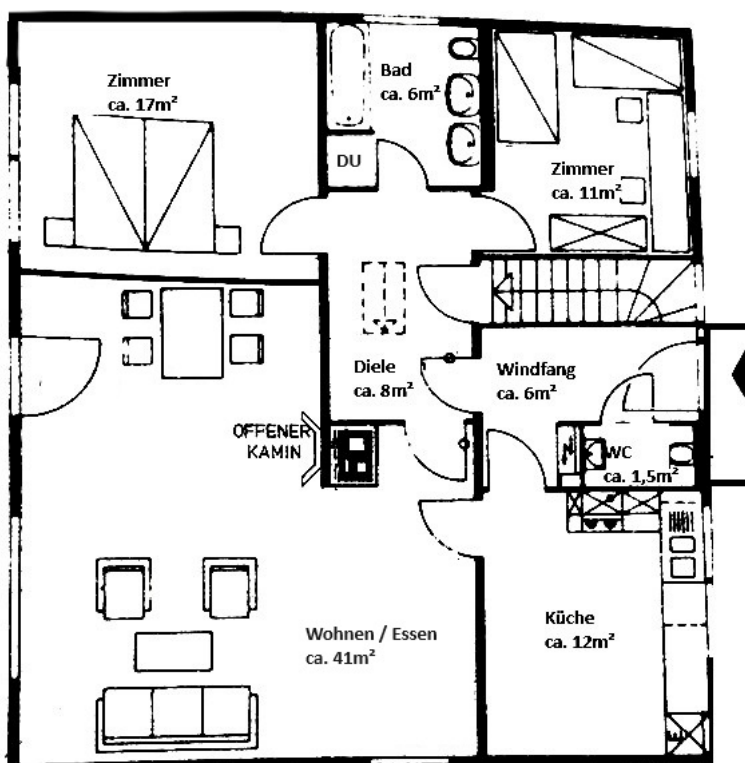 Zimmer
ca. 17m²
Bad
ca. 6m²
DU
Zimmer
ca. 11m²
Diele
ca. 8m²
Windfang
ca. 6m²
OFFENER
KAMIN
WC
ca. 1,5m²
Wohnen / Essen
ca. 41m²
Küche
ca. 12m²